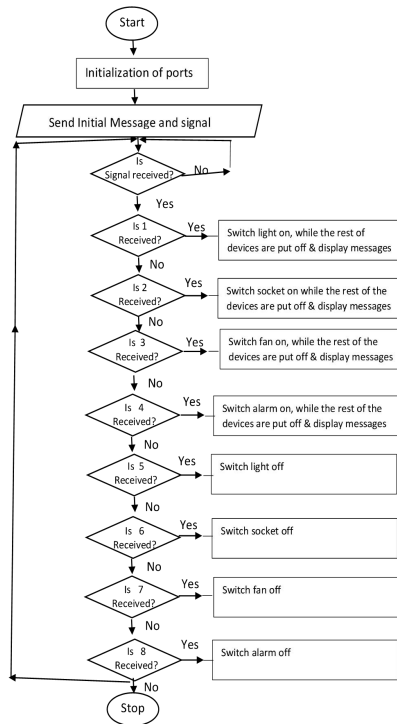 Start
Initialization of ports
Send Initial Message and signal
Is
Signal received?
No
Yes
Is 1
Received?
Yes
Switch light on, while the rest of
devices are put off & display messages
No
Is 2
Received?
Yes
Switch socket on while the rest of the
devices are put off & display messages
No
Is 3
Received?
Yes
Switch fan on, while the rest of the
devices are put off & display messages
No
Is 4
Received?
Yes
Switch alarm on, while the rest of the
devices are put off & display messages
No
Is 5
Received?
Yes
Switch light off
No
Is 6
Received?
Yes
Switch socket off
No
Is 7
Received?
Yes
Switch fan off
No
Is 8
Received?
Yes
Switch alarm off
No
Stop